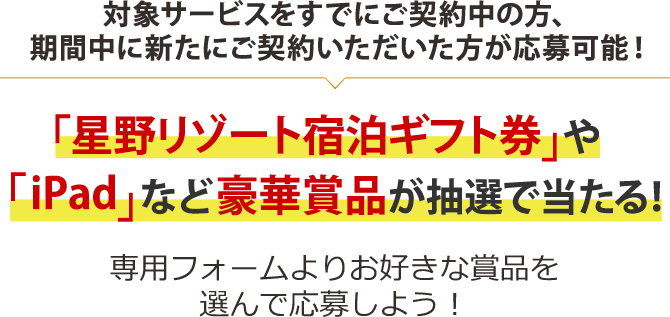 対象サービスをすでにご契約中の方、
期間中に新たにご契約いただいた方が応募可能！
「星野リゾート宿泊ギフト券」や
「iPad」など豪華賞品が抽選で当たる!
専用フォームよりお好きな賞品を
選んで応募しよう！